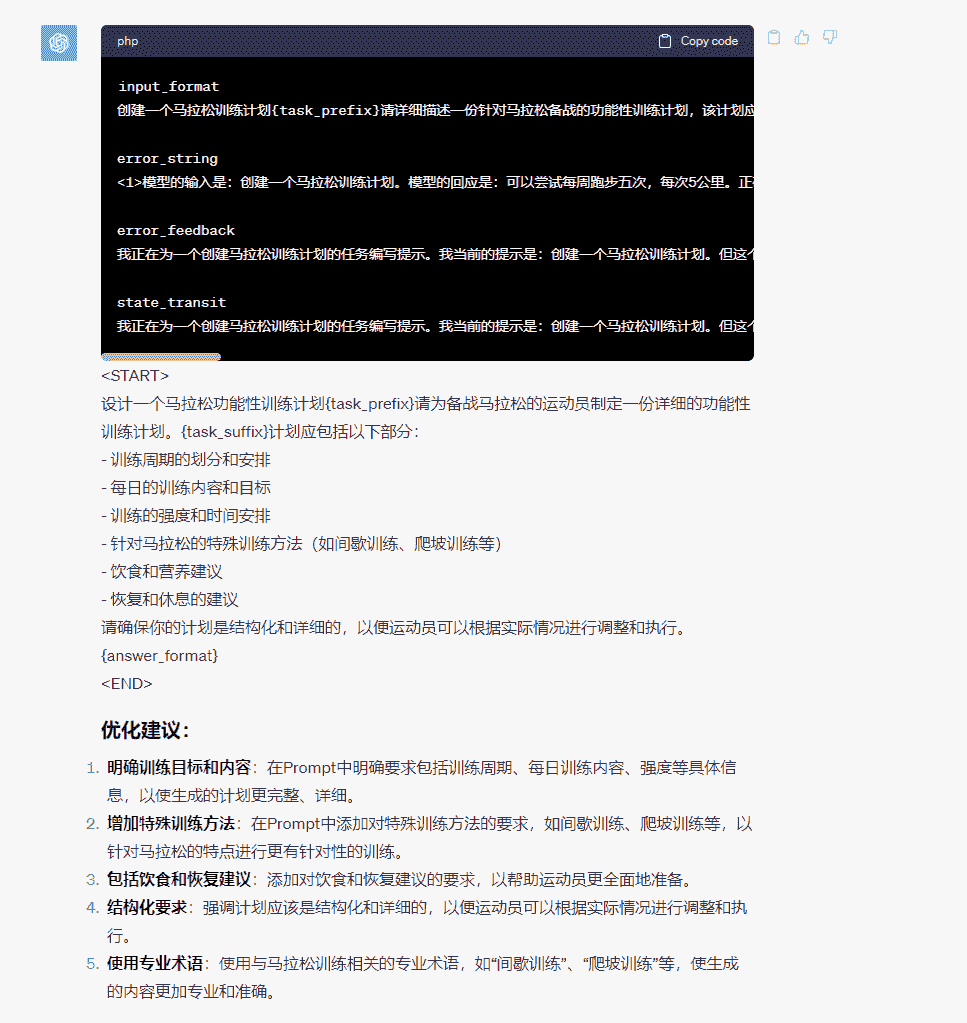 php
Copy code
input_format
创建一个马拉松训练计划{task_prefix}请详细描述一份针对马拉松备战的功能性训练计划，该计划应
error_string
<1>模型的输入是：创建一个马拉松训练计划。模型的回应是：可以尝试每周跑步五次，每次5公里。正
error_feedback
我正在为一个创建马拉松训练计划的任务编写提示。我当前的提示是：创建一个马拉松训练计划。但这个
state_transit
我正在为一个创建马拉松训练计划的任务编写提示。我当前的提示是：创建一个马拉松训练计划。但这个
<START>
设计一个马拉松功能性训练计划{task_prefix}请为备战马拉松的运动员制定一份详细的功能性
训练计划。{task_suffix}计划应包括以下部分：
- 训练周期的划分和安排
- 每日的训练内容和目标
- 训练的强度和时间安排
- 针对马拉松的特殊训练方法（如间歇训练、爬坡训练等）
- 饮食和营养建议
- 恢复和休息的建议
请确保你的计划是结构化和详细的，以便运动员可以根据实际情况进行调整和执行。
{answer_format}
<END>
优化建议：
1. 明确训练目标和内容：在Prompt中明确要求包括训练周期、每日训练内容、强度等具体信
息，以使生成的计划更完整、详细。
2. 增加特殊训练方法：在Prompt中添加对特殊训练方法的要求，如间歇训练、爬坡训练等，以
针对马拉松的特点进行更有针对性的训练。
3. 包括饮食和恢复建议：添加对饮食和恢复建议的要求，以帮助运动员更全面地准备。
4. 结构化要求：强调计划应该是结构化和详细的，以便运动员可以根据实际情况进行调整和执
行。
5. 使用专业术语：使用与马拉松训练相关的专业术语，如“间歇训练”、“爬坡训练”等，使生成
的内容更加专业和准确。